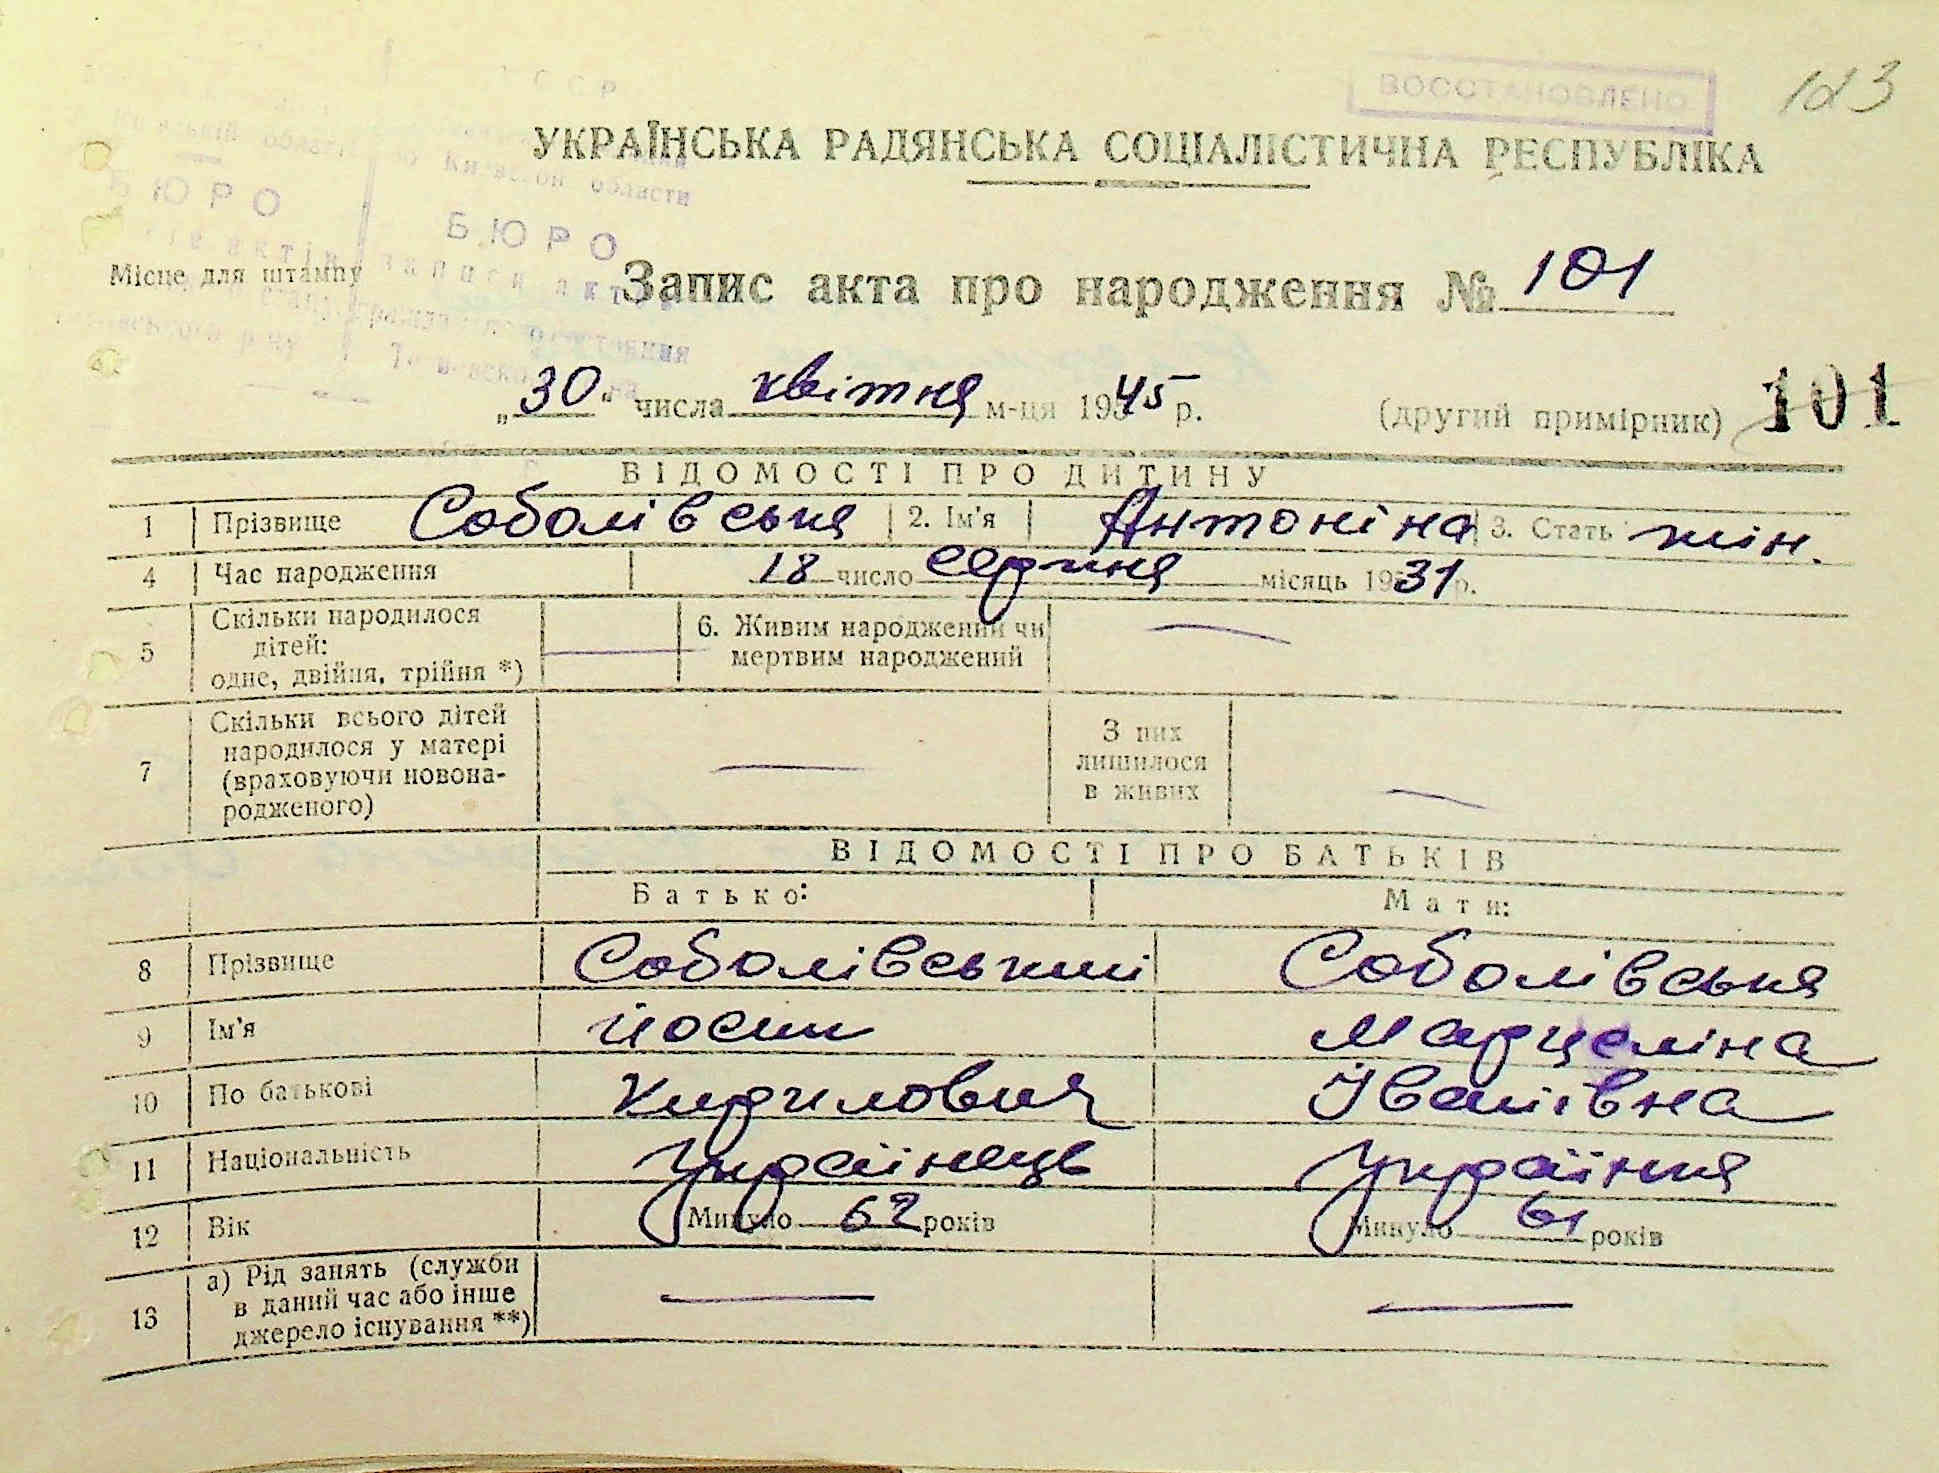 ВОССТАНОВЛЕНО
123
УКРАЇНСЬКА РАДЯНСЬКА СОЦІАЛІСТИЧНА РЕСПУБЛІКА
БЮРО
БЮРО
Місце для штампу
Запис акта про народження № 101
„30" числа квітня м-ця 1945 р. (другий примірник) 101
ВІДОМОСТІ ПРО ДИТИНУ
1 Прізвище Соболівська 2. Ім'я Антоніна 3. Стать жін.
4 Час народження 18 число серпня місяць 1931 р.
5 Скільки народилося дітей: одне, двійня, трійня *) — 6. Живим народжений чи мертвим народжений —
7 Скільки всього дітей народилося у матері (враховуючи новонародженого) — З них лишилося в живих —
ВІДОМОСТІ ПРО БАТЬКІВ
Батько: Мати:
8 Прізвище Соболівський Соболівська
9 Ім'я Йосип Марцеліна
10 По батькові Кирилович Іванівна
11 Національність Українець Українка
12 Вік Минуло 62 років Минуло 61 років
13 а) Рід занять (служби в даний час або інше джерело існування **) — —